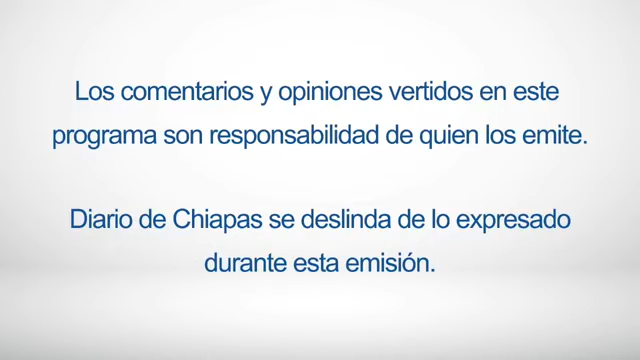 Los comentarios y opiniones vertidos en este
programa son responsabilidad de quien los emite.
Diario de Chiapas se deslinda de lo expresado
durante esta emisión.